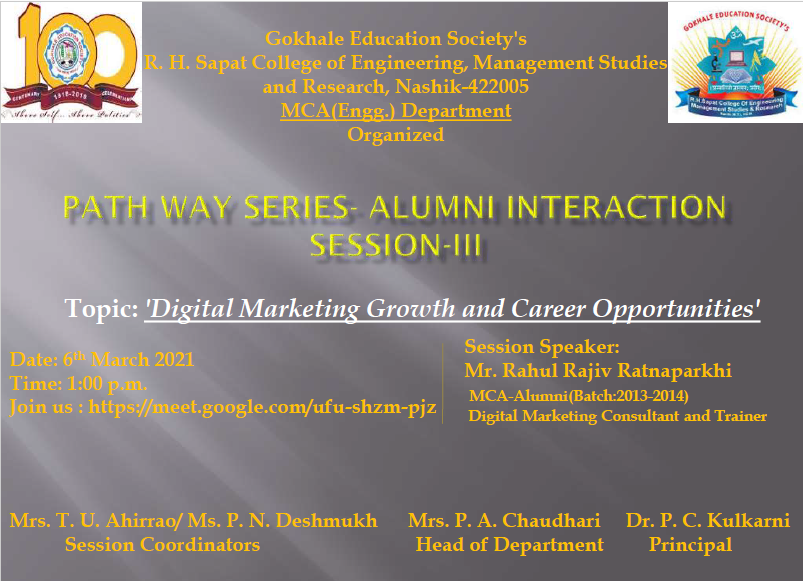 GOKHALE EDUCATION SOCIETY'S
CENTENARY 1918-2018 CELEBRATION
Above Self.... Above Politics!
R.H.Sapat College Of Engineering
Management Studies & Research
Gokhale Education Society's
R. H. Sapat College of Engineering, Management Studies
and Research, Nashik-422005
MCA(Engg.) Department
Organized
PATH WAY SERIES- ALUMNI INTERACTION
SESSION-III
Topic: 'Digital Marketing Growth and Career Opportunities'
Date: 6th March 2021
Time: 1:00 p.m.
Join us : https://meet.google.com/ufu-shzm-pjz
Session Speaker:
Mr. Rahul Rajiv Ratnaparkhi
MCA-Alumni(Batch:2013-2014)
Digital Marketing Consultant and Trainer
Mrs. T. U. Ahirrao/ Ms. P. N. Deshmukh
Session Coordinators
Mrs. P. A. Chaudhari
Head of Department
Dr. P. C. Kulkarni
Principal